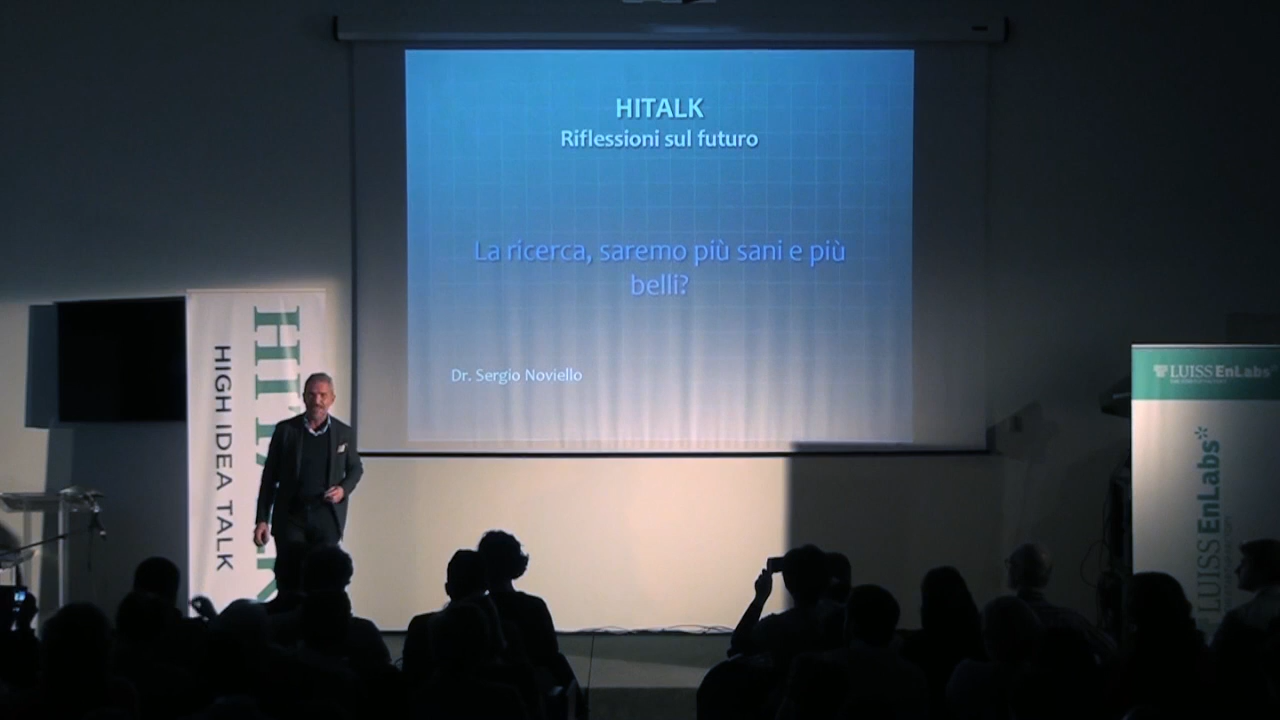 HITALK
Riflessioni sul futuro
La ricerca, saremo più sani e più
belli?
Dr. Sergio Noviello
HITALK
HIGH IDEA TALK
LUISS EnLabs*
LUISS EnLabs*